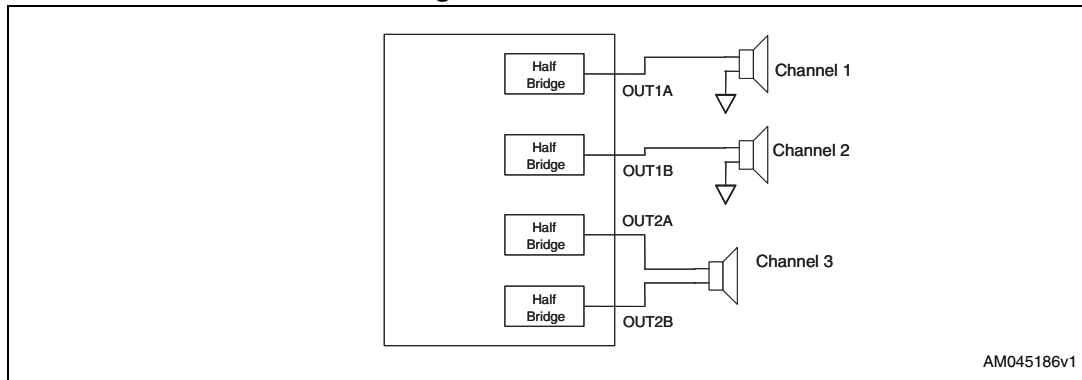 Half
Bridge
OUT1A
Channel 1
Half
Bridge
OUT1B
Channel 2
Half
Bridge
OUT2A
Channel 3
Half
Bridge
OUT2B
AM045186v1